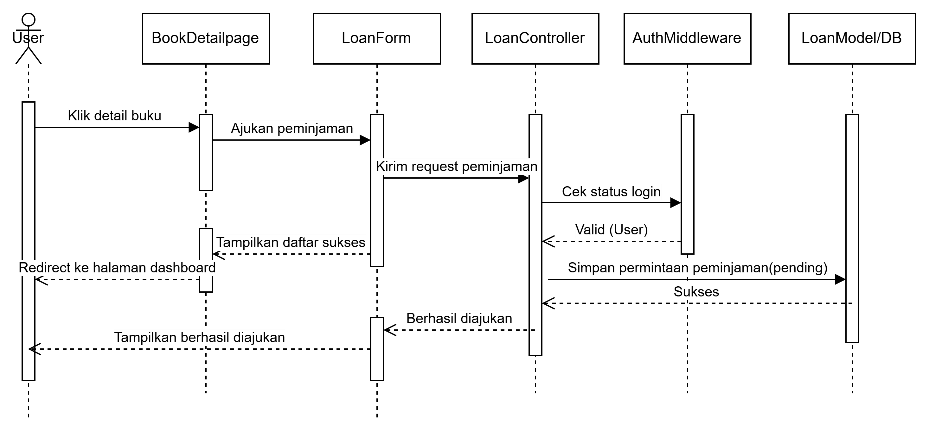 User
BookDetailpage
LoanForm
LoanController
AuthMiddleware
LoanModel/DB
Klik detail buku
Ajukan peminjaman
Kirim request peminjaman
Cek status login
Valid (User)
Tampilkan daftar sukses
Redirect ke halaman dashboard
Simpan permintaan peminjaman(pending)
Sukses
Berhasil diajukan
Tampilkan berhasil diajukan